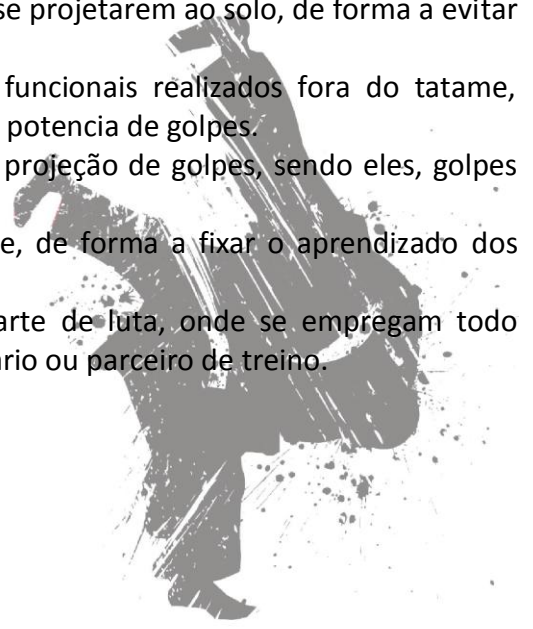 se projetarem ao solo, de forma a evitar
funcionais realizados fora do tatame,
potencia de golpes.
projeção de golpes, sendo eles, golpes
e, de forma a fixar o aprendizado dos
arte de luta, onde se empregam todo
ário ou parceiro de treino.